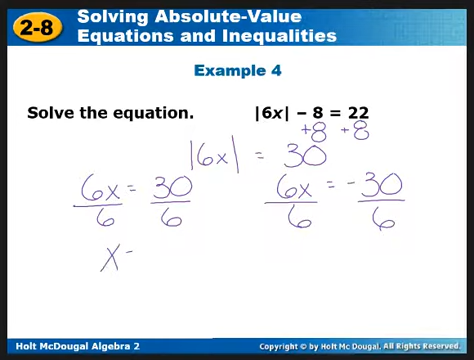 2-8 Solving Absolute-Value
Equations and Inequalities
Example 4
Solve the equation. |6x| − 8 = 22
+8 +8
|6x| = 30
6x = 30 6x = -30
6 6 6 6
x =
Holt McDougal Algebra 2 Copyright © by Holt Mc Dougal. All Rights Reserved.